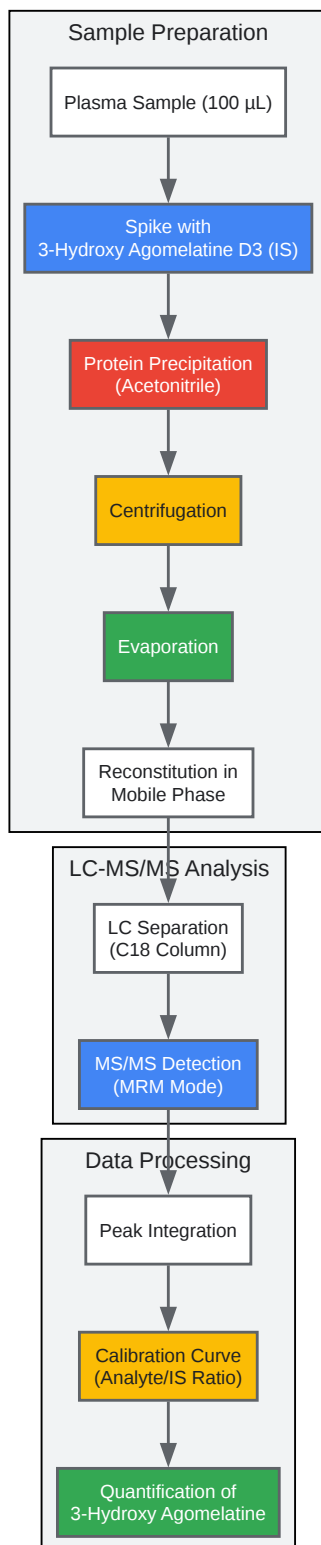 Sample Preparation
Plasma Sample (100 µL)
Spike with
3-Hydroxy Agomelatine D3 (IS)
Protein Precipitation
(Acetonitrile)
Centrifugation
Evaporation
Reconstitution in
Mobile Phase
LC-MS/MS Analysis
LC Separation
(C18 Column)
MS/MS Detection
(MRM Mode)
Data Processing
Peak Integration
Calibration Curve
(Analyte/IS Ratio)
Quantification of
3-Hydroxy Agomelatine